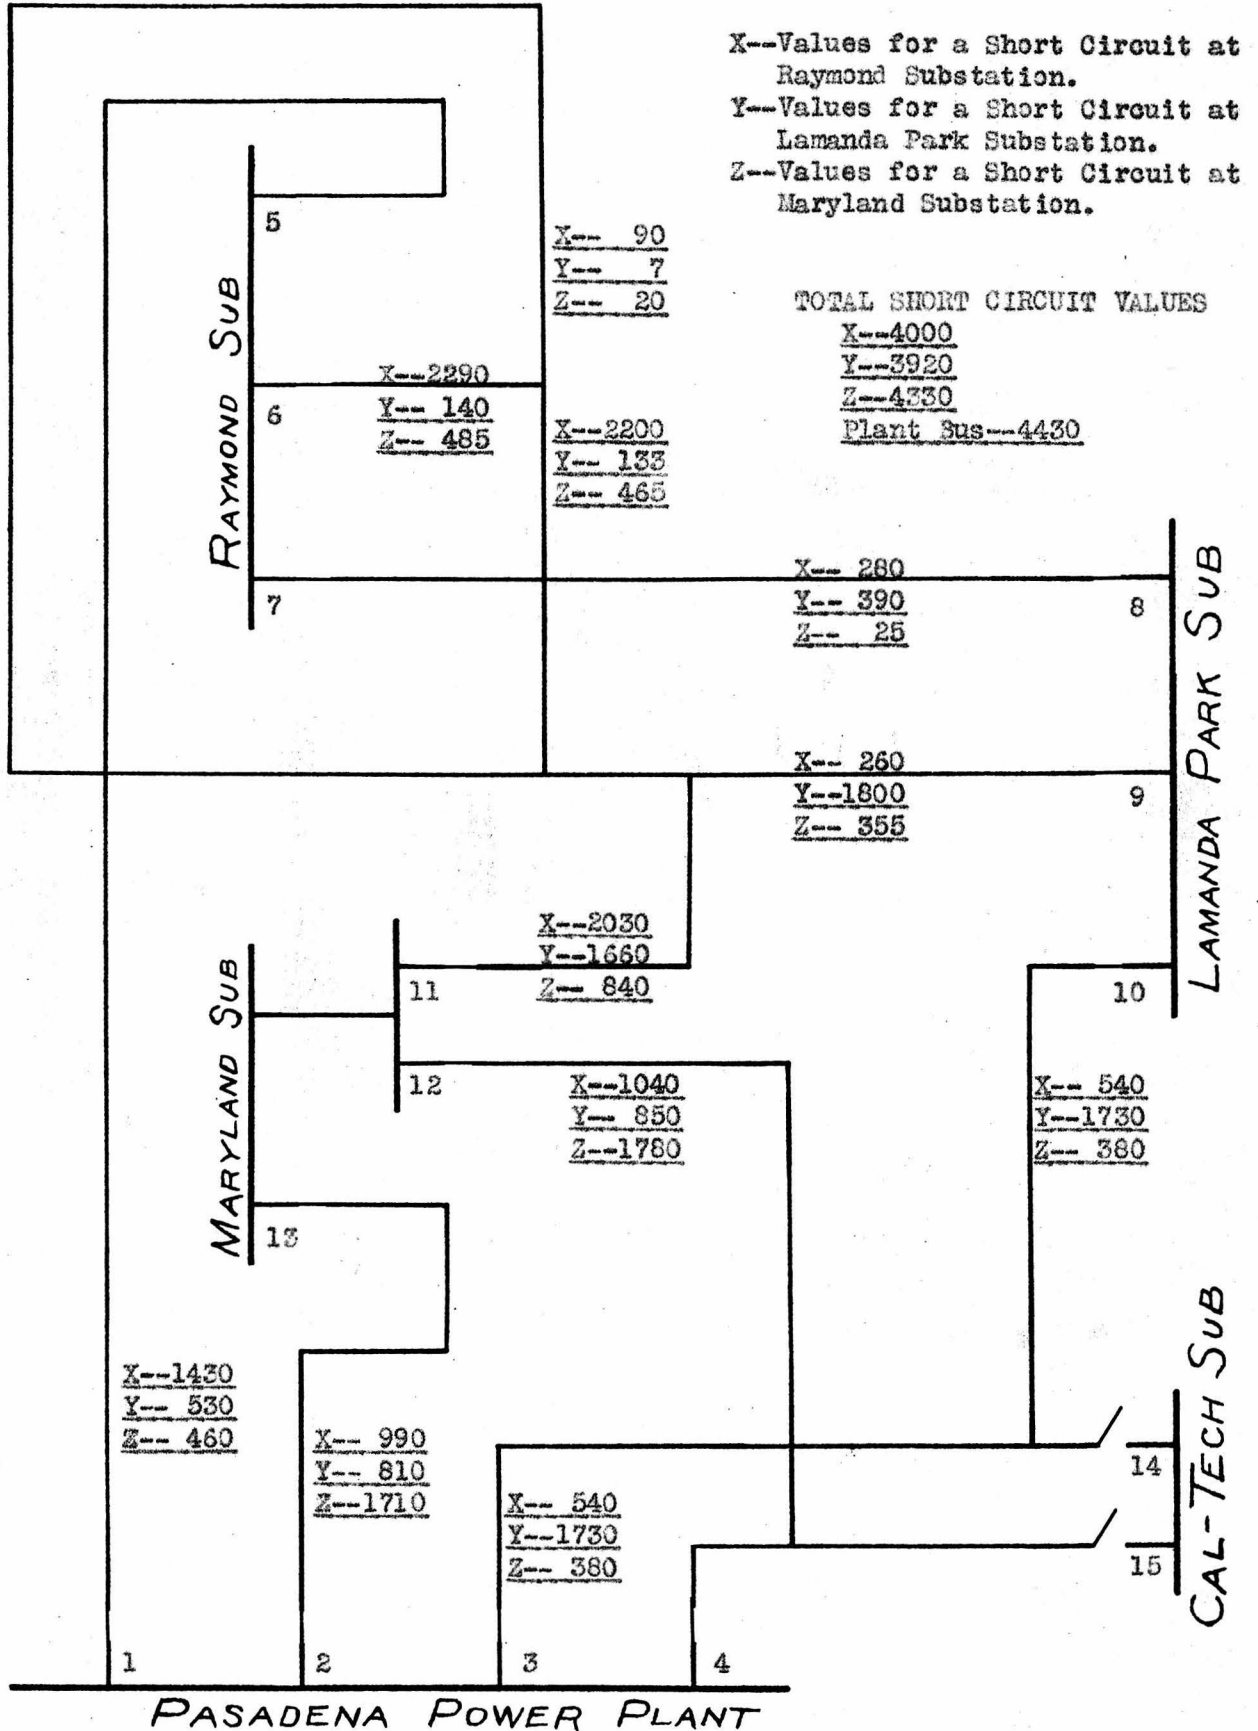 X--Values for a Short Circuit at
Raymond Substation.
Y--Values for a Short Circuit at
Lamanda Park Substation.
Z--Values for a Short Circuit at
Maryland Substation.
TOTAL SHORT CIRCUIT VALUES
X--4000
Y--3920
Z--4330
Plant Bus--4430
5
RAYMOND SUB
X-- 90
Y-- 7
Z-- 20
6
X--2290
Y-- 140
Z-- 485
X--2200
Y-- 133
Z-- 465
7
X-- 280
Y-- 390
Z-- 25
8
LAMANDA PARK SUB
X-- 260
Y--1800
Z-- 355
9
X--2030
Y--1660
Z-- 840
11
10
MARYLAND SUB
12
X--1040
Y-- 850
Z--1780
X-- 540
Y--1730
Z-- 380
13
X--1430
Y-- 530
Z-- 460
X-- 990
Y-- 810
Z--1710
X-- 540
Y--1730
Z-- 380
14
15
CAL-TECH SUB
1
2
3
4
PASADENA POWER PLANT